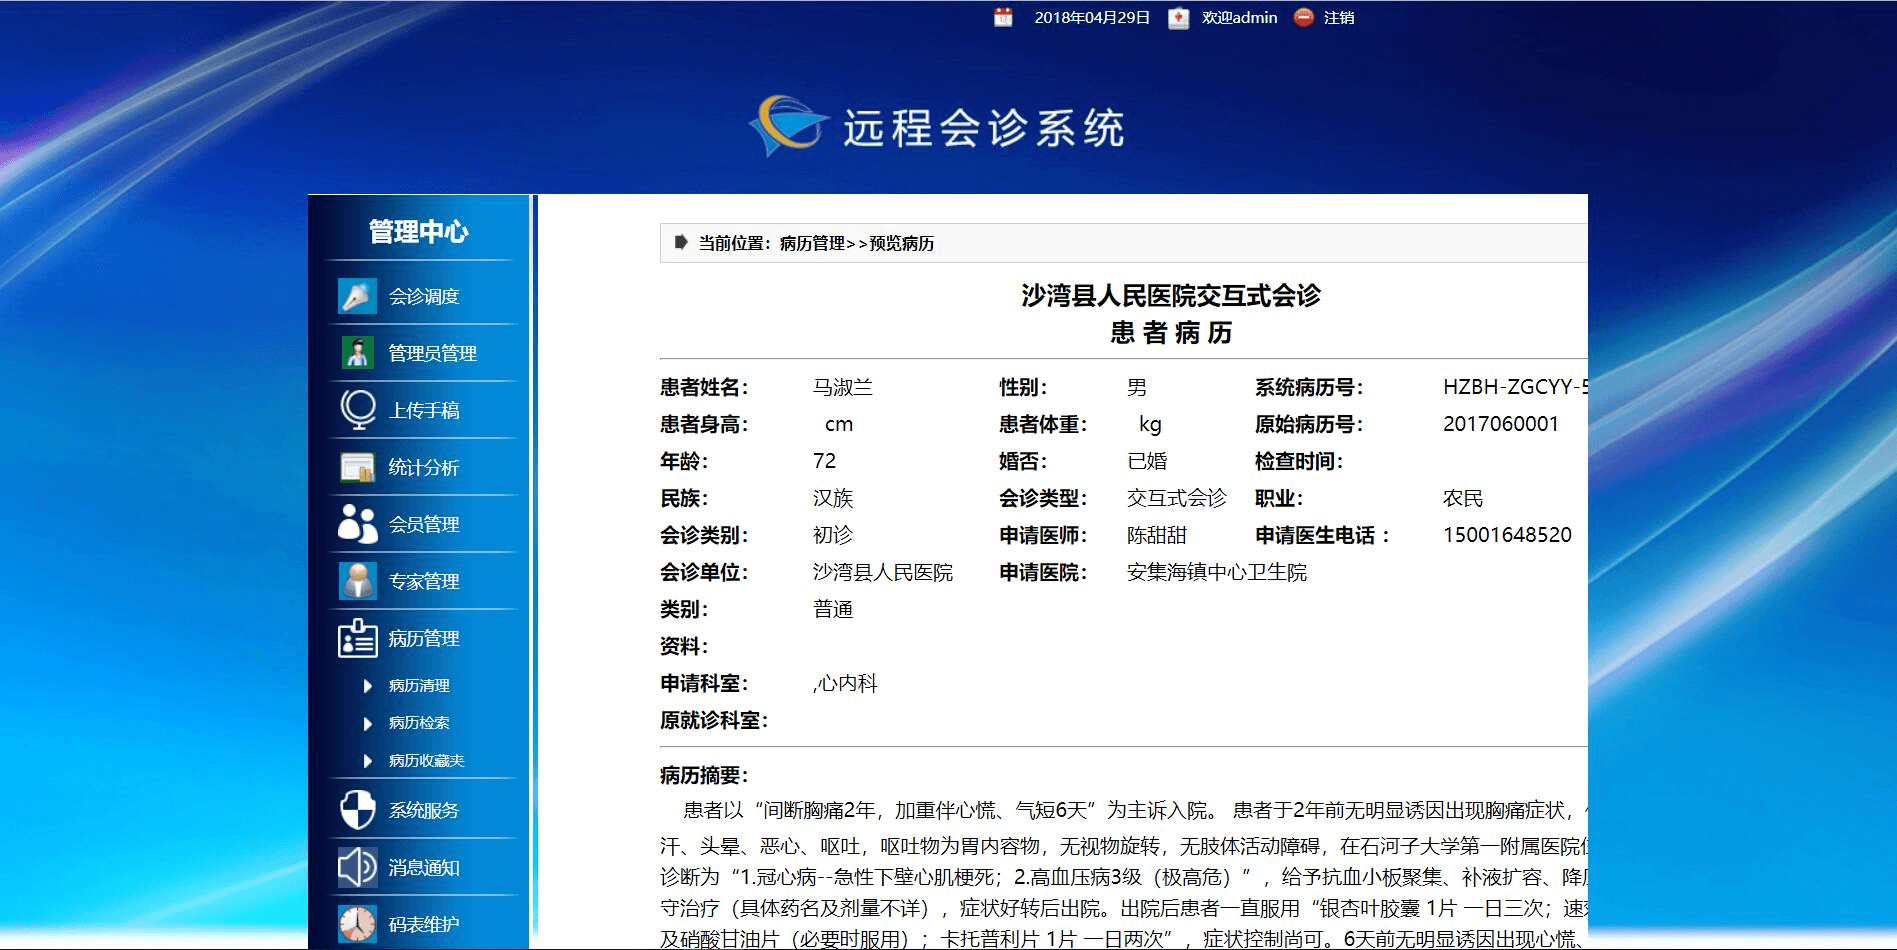 2018年04月29日 欢迎admin 注销
远程会诊系统
管理中心
会诊调度
管理员管理
上传手稿
统计分析
会员管理
专家管理
病历管理
病历清理
病历检索
病历收藏夹
系统服务
消息通知
码表维护
当前位置：病历管理>>预览病历
沙湾县人民医院交互式会诊
患 者 病 历
患者姓名： 马淑兰 性别： 男 系统病历号： HZBH-ZGCYY-5
患者身高： cm 患者体重： kg 原始病历号： 2017060001
年龄： 72 婚否： 已婚 检查时间：
民族： 汉族 会诊类型： 交互式会诊 职业： 农民
会诊类别： 初诊 申请医师： 陈甜甜 申请医生电话 ： 15001648520
会诊单位： 沙湾县人民医院 申请医院： 安集海镇中心卫生院
类别： 普通
资料：
申请科室： ,心内科
原就诊科室：
病历摘要：
患者以“间断胸痛2年，加重伴心慌、气短6天”为主诉入院。 患者于2年前无明显诱因出现胸痛症状，
汗、头晕、恶心、呕吐，呕吐物为胃内容物，无视物旋转，无肢体活动障碍，在石河子大学第一附属医院住
诊断为“1.冠心病--急性下壁心肌梗死；2.高血压病3级（极高危）”，给予抗血小板聚集、补液扩容、降压
守治疗（具体药名及剂量不详），症状好转后出院。出院后患者一直服用“银杏叶胶囊 1片 一日三次；速效
及硝酸甘油片（必要时服用）；卡托普利片 1片 一日两次”，症状控制尚可。6天前无明显诱因出现心慌、